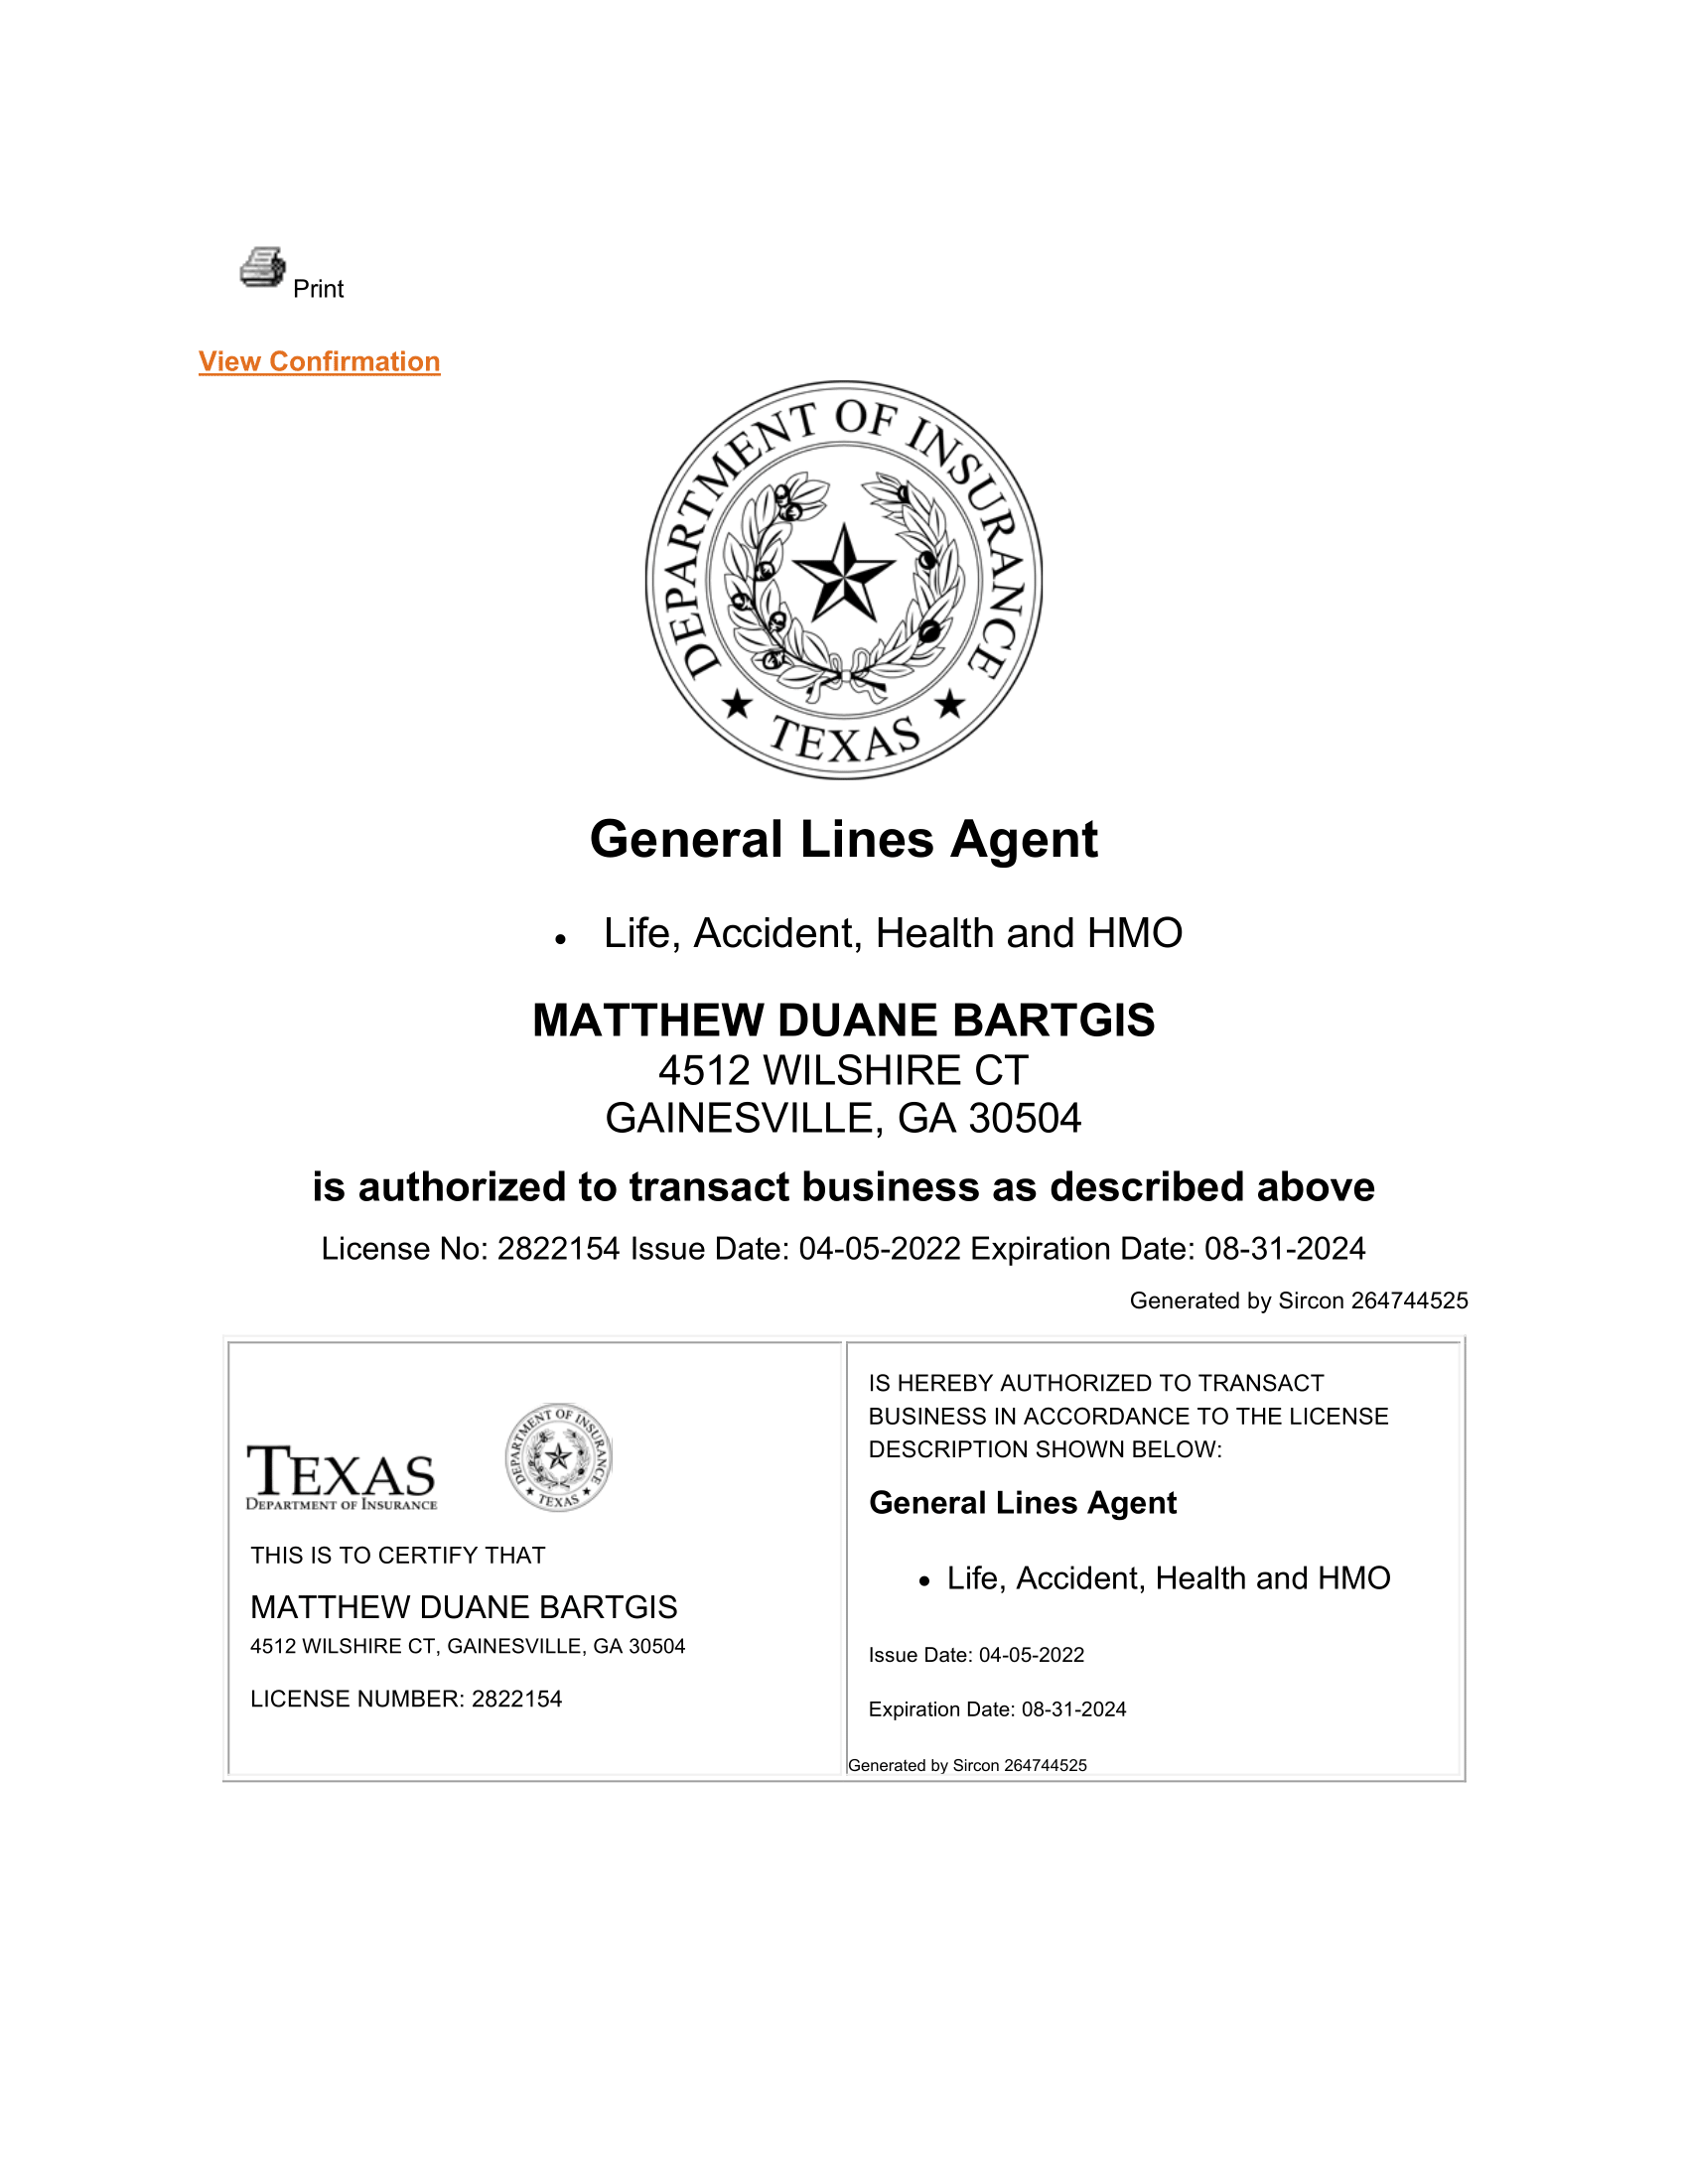 Print
View Confirmation
DEPARTMENT OF INSURANCE
TEXAS
General Lines Agent
• Life, Accident, Health and HMO
MATTHEW DUANE BARTGIS
4512 WILSHIRE CT
GAINESVILLE, GA 30504
is authorized to transact business as described above
License No: 2822154 Issue Date: 04-05-2022 Expiration Date: 08-31-2024
Generated by Sircon 264744525
TEXAS
DEPARTMENT OF INSURANCE
DEPARTMENT OF INSURANCE
TEXAS
THIS IS TO CERTIFY THAT
MATTHEW DUANE BARTGIS
4512 WILSHIRE CT, GAINESVILLE, GA 30504
LICENSE NUMBER: 2822154
IS HEREBY AUTHORIZED TO TRANSACT
BUSINESS IN ACCORDANCE TO THE LICENSE
DESCRIPTION SHOWN BELOW:
General Lines Agent
• Life, Accident, Health and HMO
Issue Date: 04-05-2022
Expiration Date: 08-31-2024
Generated by Sircon 264744525